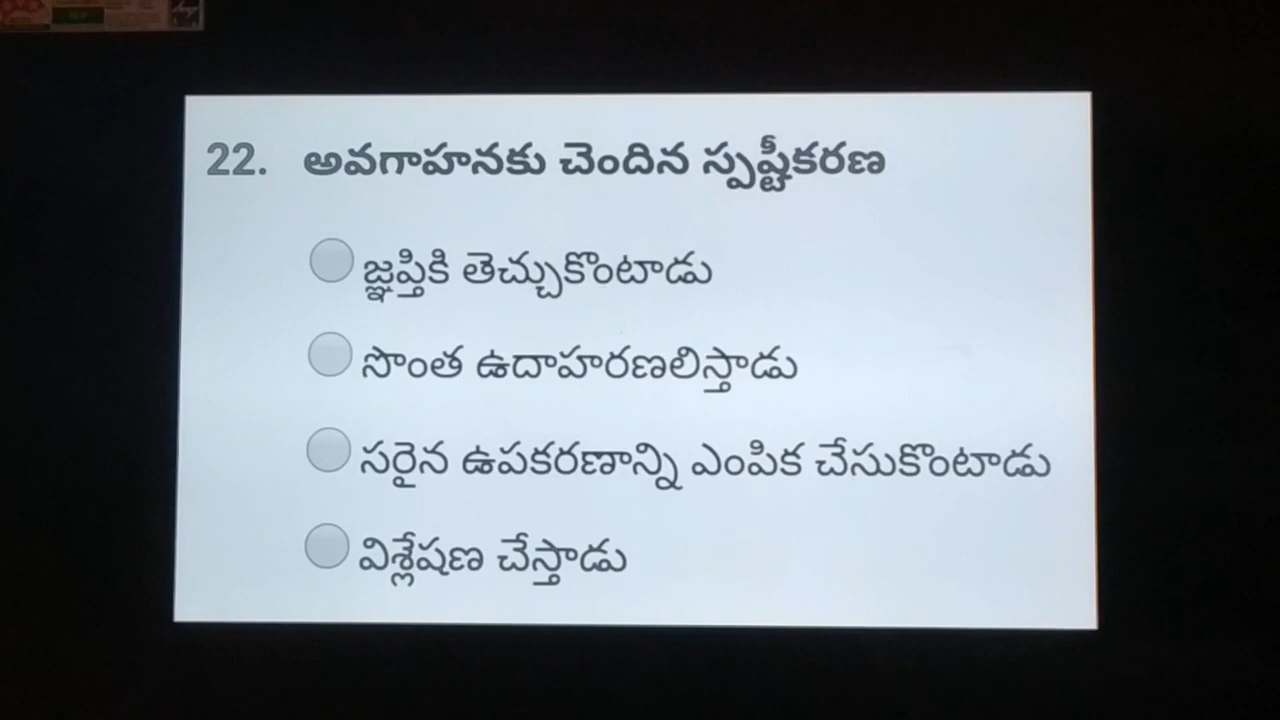 22. అవగాహనకు చెందిన స్పష్టీకరణ
జ్ఞప్తికి తెచ్చుకొంటాడు
సొంత ఉదాహరణలిస్తాడు
సరైన ఉపకరణాన్ని ఎంపిక చేసుకొంటాడు
విశ్లేషణ చేస్తాడు